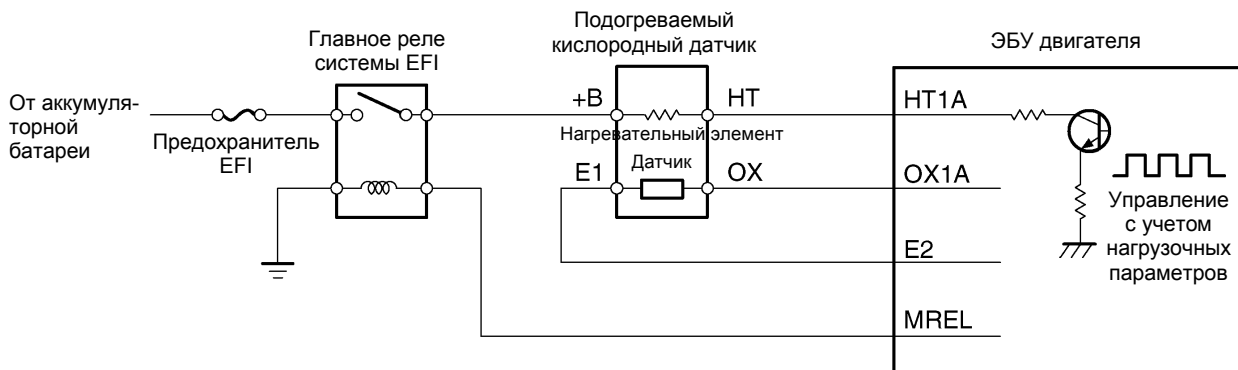 Подогреваемый
кислородный датчик
Главное реле
системы EFI
ЭБУ двигателя
От аккумуля-
торной
батареи
Предохранитель
EFI
+B
HT
HT1A
Нагревательный элемент
Датчик
E1
OX
OX1A
Управление
с учетом
нагрузочных
параметров
E2
MREL